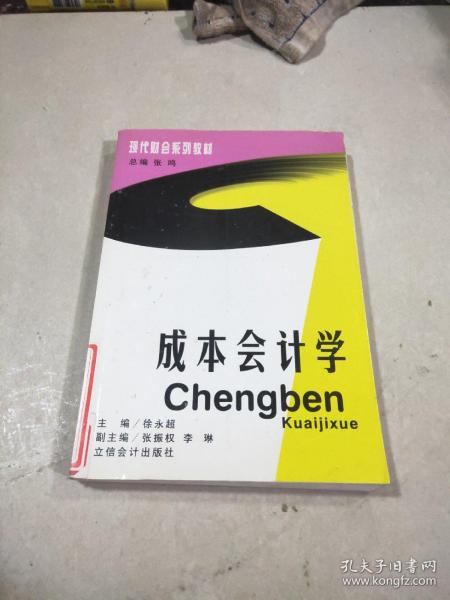 现代财会系列教材
总编 张 鸣
成本会计学
Chengben
Kuaijixue
主 编／徐永超
副主编／张振权 李 琳
立信会计出版社
孔夫子旧书网
www.kongfz.com